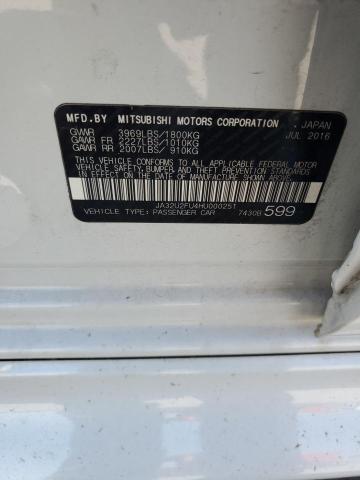 MFD.BY MITSUBISHI MOTORS CORPORATION . JAPAN
GVWR 3969LBS/1800KG JUL 2016
GAWR FR 2227LBS/1010KG
GAWR RR 2007LBS/ 910KG
THIS VEHICLE CONFORMS TO ALL APPLICABLE FEDERAL MOTOR
VEHICLE SAFETY, BUMPER, AND THEFT PREVENTION STANDARDS
IN EFFECT ON THE DATE OF MANUFACTURE SHOWN ABOVE.
JA32U2FU4HU000251
VEHICLE TYPE: PASSENGER CAR 7430B 599